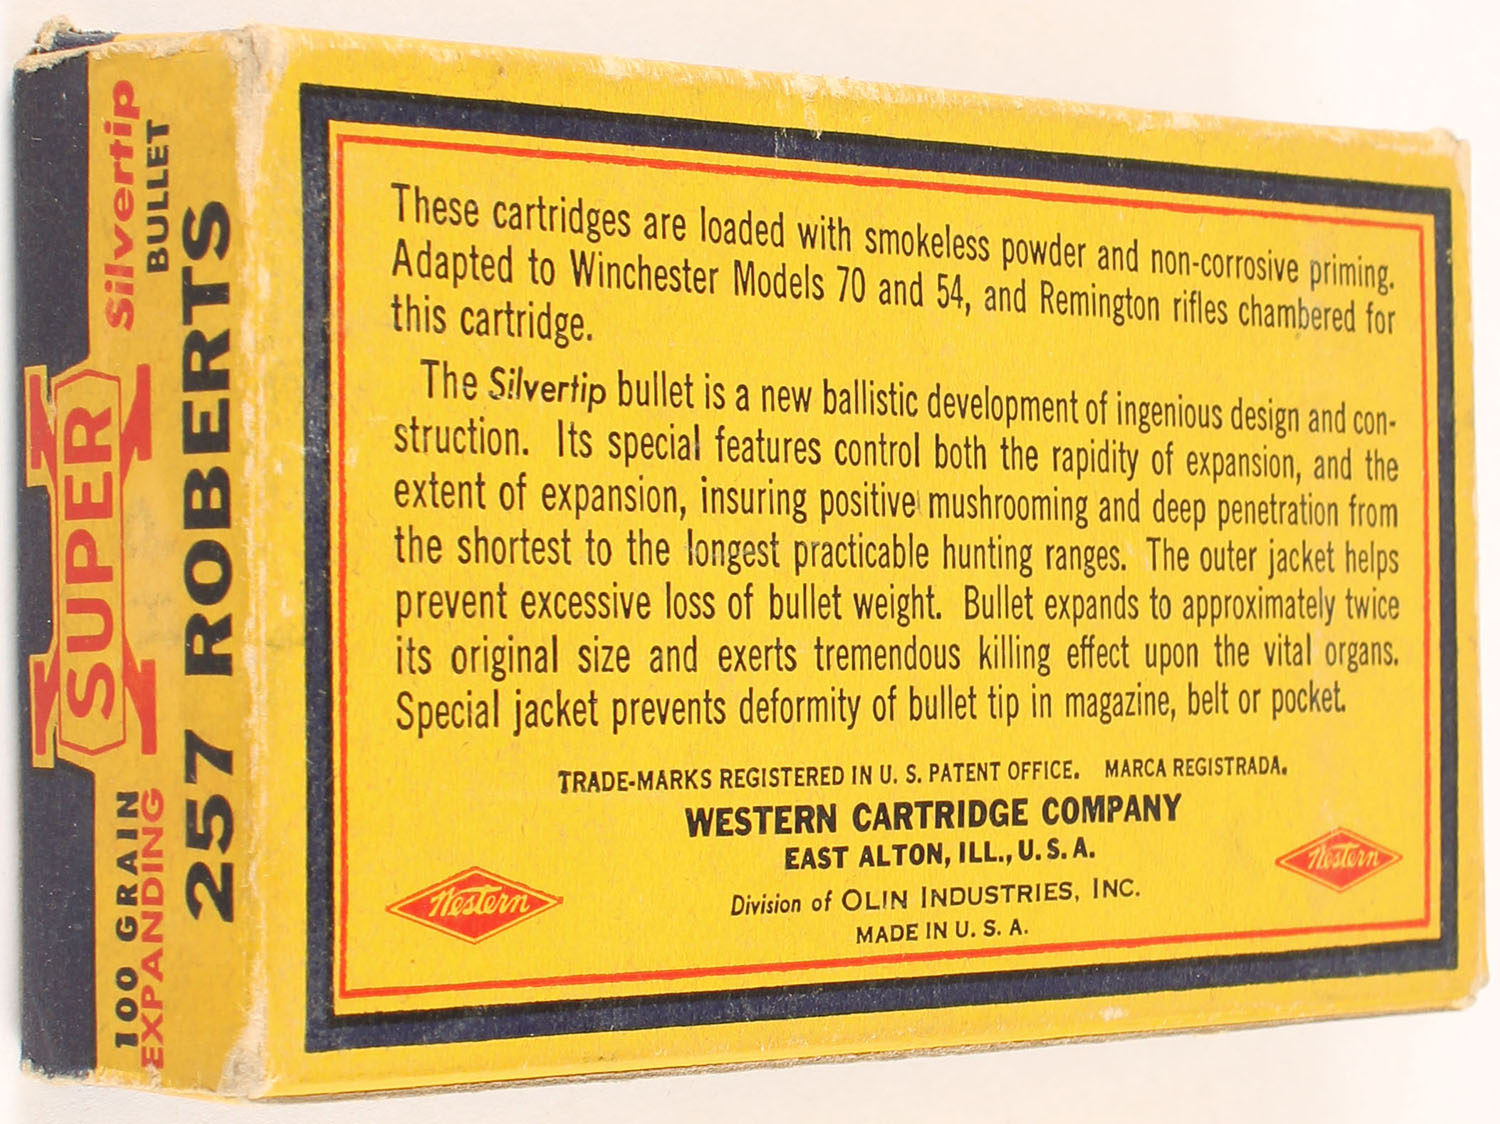 100 GRAIN
EXPANDING
SUPER X
Silvertip
BULLET
257 ROBERTS
These cartridges are loaded with smokeless powder and non-corrosive priming.
Adapted to Winchester Models 70 and 54, and Remington rifles chambered for
this cartridge.
The Silvertip bullet is a new ballistic development of ingenious design and con-
struction. Its special features control both the rapidity of expansion, and the
extent of expansion, insuring positive mushrooming and deep penetration from
the shortest to the longest practicable hunting ranges. The outer jacket helps
prevent excessive loss of bullet weight. Bullet expands to approximately twice
its original size and exerts tremendous killing effect upon the vital organs.
Special jacket prevents deformity of bullet tip in magazine, belt or pocket.
TRADE-MARKS REGISTERED IN U. S. PATENT OFFICE. MARCA REGISTRADA.
WESTERN CARTRIDGE COMPANY
EAST ALTON, ILL., U. S. A.
Division of OLIN INDUSTRIES, INC.
MADE IN U. S. A.
Western
Western